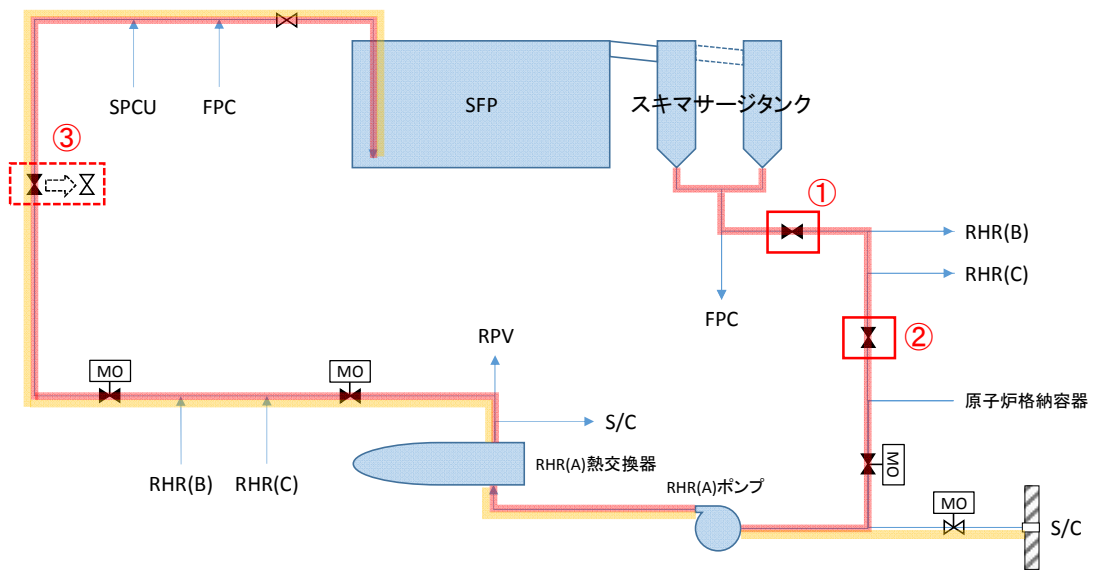 SPCU
FPC
SFP
スキマサージタンク
③
①
RHR(B)
RHR(C)
FPC
②
RPV
MO
MO
原子炉格納容器
S/C
RHR(A)熱交換器
MO
RHR(B)
RHR(C)
RHR(A)ポンプ
MO
S/C